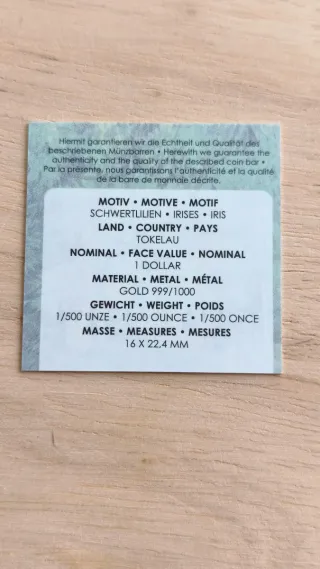 Hiermit garantieren wir die Echtheit und Qualität des
beschriebenen Münzbarren • Herewith we guarantee the
authenticity and the quality of the described coin bar •
Par la présente, nous garantissons l'authenticité et la qualité
de la barre de monnaie décrite.
MOTIV • MOTIVE • MOTIF
SCHWERTLILIEN • IRISES • IRIS
LAND • COUNTRY • PAYS
TOKELAU
NOMINAL • FACE VALUE • NOMINAL
1 DOLLAR
MATERIAL • METAL • MÉTAL
GOLD 999/1000
GEWICHT • WEIGHT • POIDS
1/500 UNZE • 1/500 OUNCE • 1/500 ONCE
MASSE • MEASURES • MESURES
16 X 22,4 MM